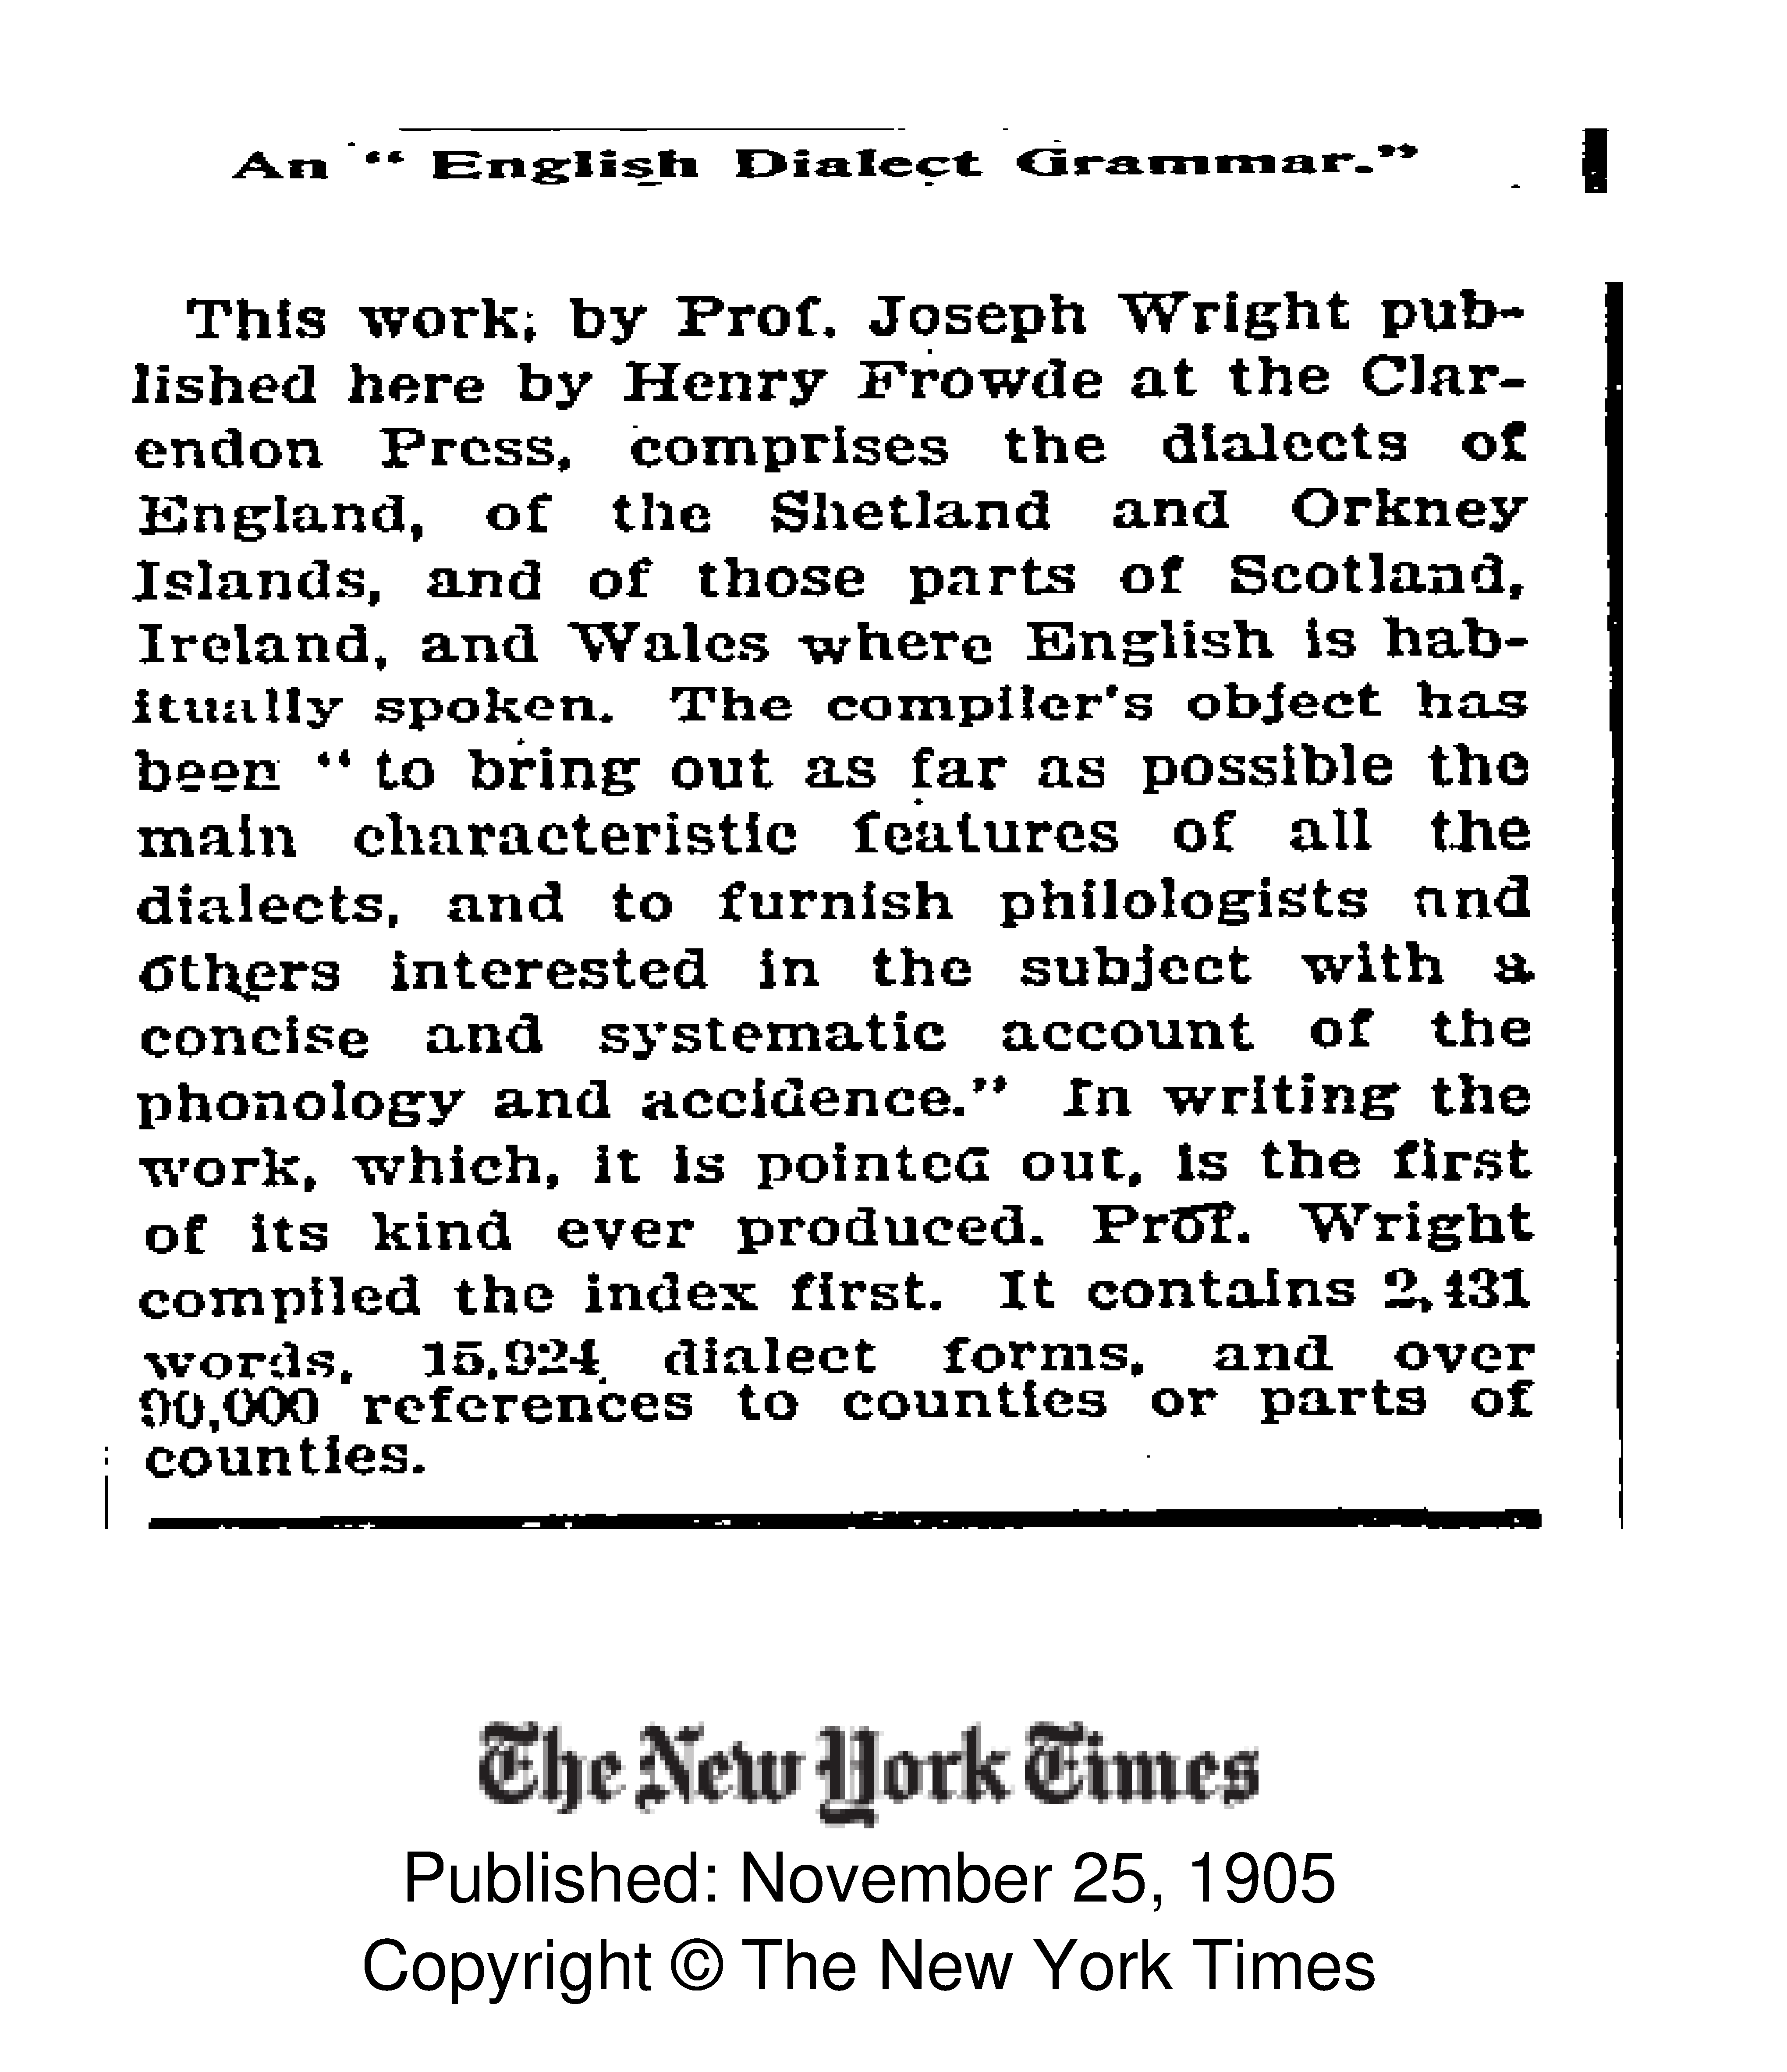 An " English Dialect Grammar."
This work, by Prof. Joseph Wright pub-
lished here by Henry Frowde at the Clar-
endon Press, comprises the dialects of
England, of the Shetland and Orkney
Islands, and of those parts of Scotland,
Ireland, and Wales where English is hab-
itually spoken. The compiler's object has
been " to bring out as far as possible the
main characteristic features of all the
dialects, and to furnish philologists and
others interested in the subject with a
concise and systematic account of the
phonology and accidence." In writing the
work, which, it is pointed out, is the first
of its kind ever produced. Prof. Wright
compiled the index first. It contains 2,431
words, 15,924 dialect forms, and over
90,000 references to counties or parts of
counties.
The New York Times
Published: November 25, 1905
Copyright © The New York Times